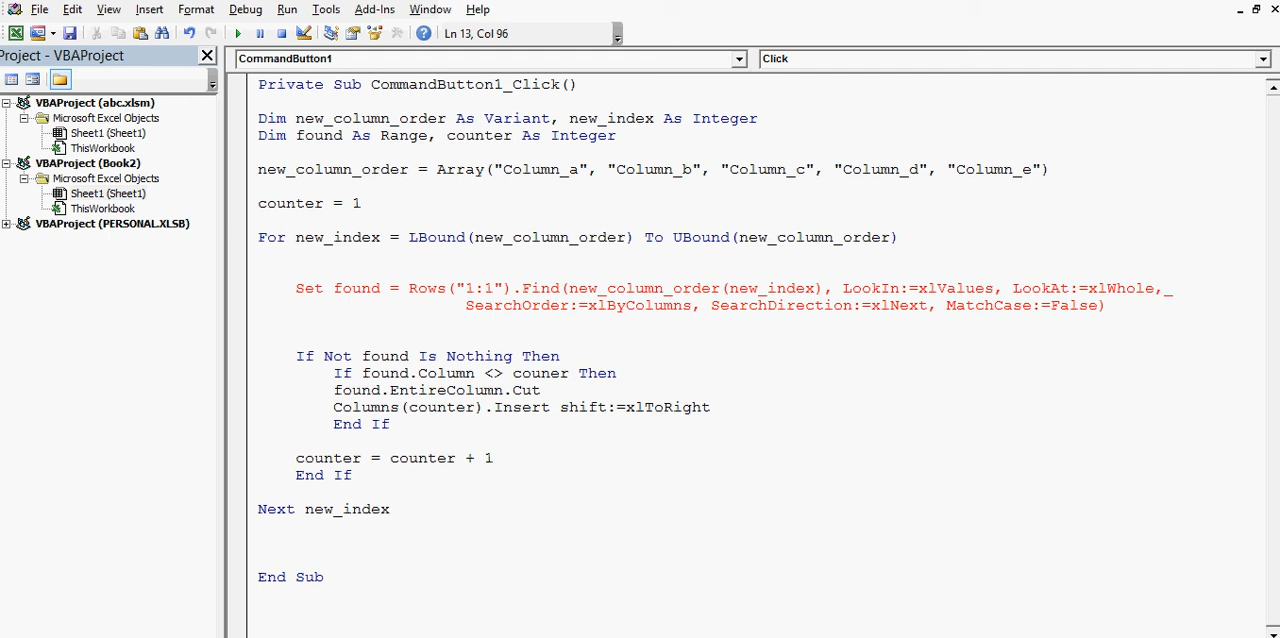 File Edit View Insert Format Debug Run Tools Add-Ins Window Help
Ln 13, Col 96
Project - VBAProject
CommandButton1
Click
VBAProject (abc.xlsm)
Microsoft Excel Objects
Sheet1 (Sheet1)
ThisWorkbook
VBAProject (Book2)
Microsoft Excel Objects
Sheet1 (Sheet1)
ThisWorkbook
VBAProject (PERSONAL.XLSB)
Private Sub CommandButton1_Click()
Dim new_column_order As Variant, new_index As Integer
Dim found As Range, counter As Integer
new_column_order = Array("Column_a", "Column_b", "Column_c", "Column_d", "Column_e")
counter = 1
For new_index = LBound(new_column_order) To UBound(new_column_order)
Set found = Rows("1:1").Find(new_column_order(new_index), LookIn:=xlValues, LookAt:=xlWhole,_
SearchOrder:=xlByColumns, SearchDirection:=xlNext, MatchCase:=False)
If Not found Is Nothing Then
If found.Column <> couner Then
found.EntireColumn.Cut
Columns(counter).Insert shift:=xlToRight
End If
counter = counter + 1
End If
Next new_index
End Sub